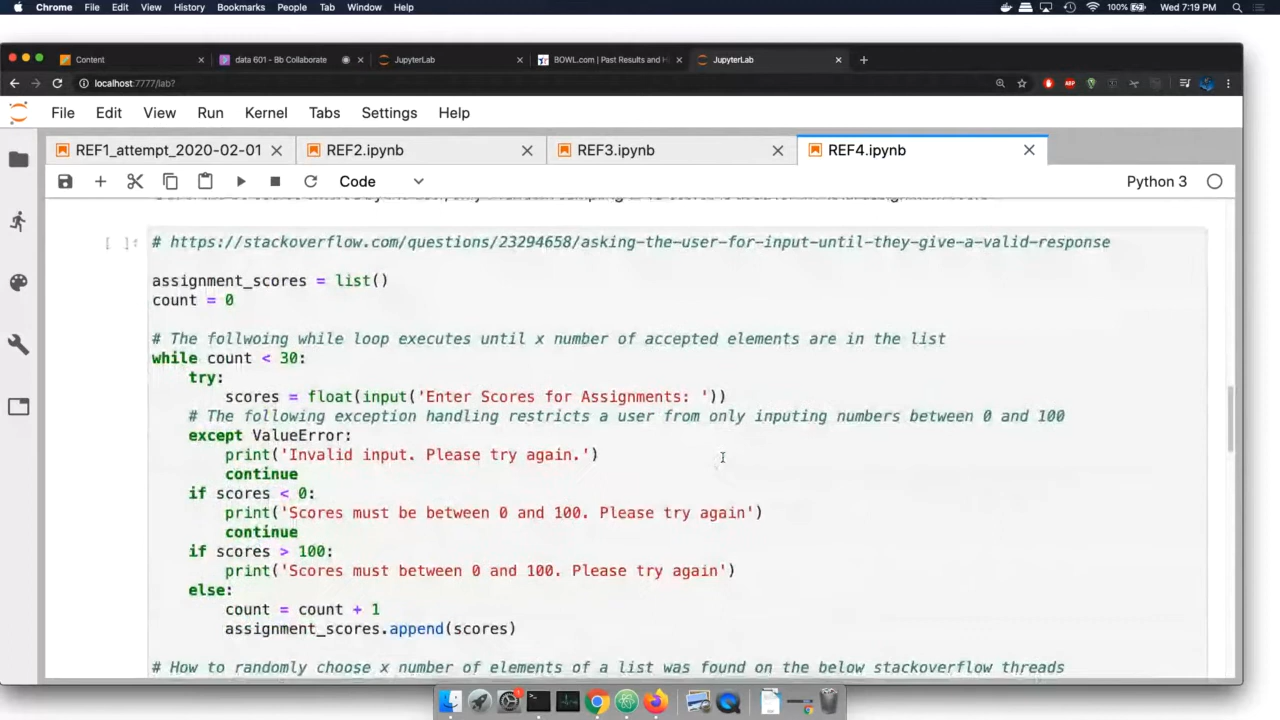 Chrome File Edit View History Bookmarks People Tab Window Help 100% Wed 7:19 PM
Content data 601 - Bb Collaborate JupyterLab BOWL.com | Past Results and H JupyterLab
localhost:7777/lab? ABP
File Edit View Run Kernel Tabs Settings Help
REF1_attempt_2020-02-01 REF2.ipynb REF3.ipynb REF4.ipynb
Code Python 3
[ ]:
# https://stackoverflow.com/questions/23294658/asking-the-user-for-input-until-they-give-a-valid-response
assignment_scores = list()
count = 0
# The follwoing while loop executes until x number of accepted elements are in the list
while count < 30:
try:
scores = float(input('Enter Scores for Assignments: '))
# The following exception handling restricts a user from only inputing numbers between 0 and 100
except ValueError:
print('Invalid input. Please try again.')
continue
if scores < 0:
print('Scores must be between 0 and 100. Please try again')
continue
if scores > 100:
print('Scores must between 0 and 100. Please try again')
else:
count = count + 1
assignment_scores.append(scores)
# How to randomly choose x number of elements of a list was found on the below stackoverflow threads